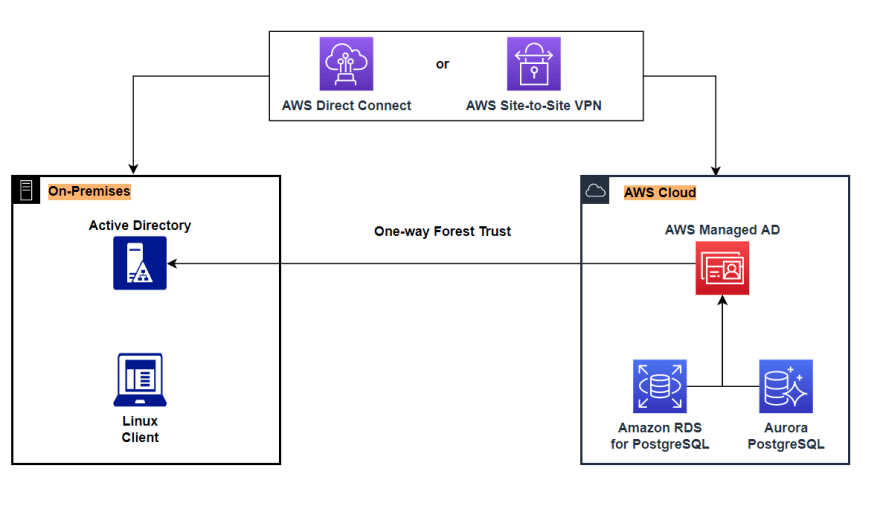 or
AWS Direct Connect
AWS Site-to-Site VPN
On-Premises
AWS Cloud
Active Directory
One-way Forest Trust
AWS Managed AD
Linux
Client
Amazon RDS
for PostgreSQL
Aurora
PostgreSQL